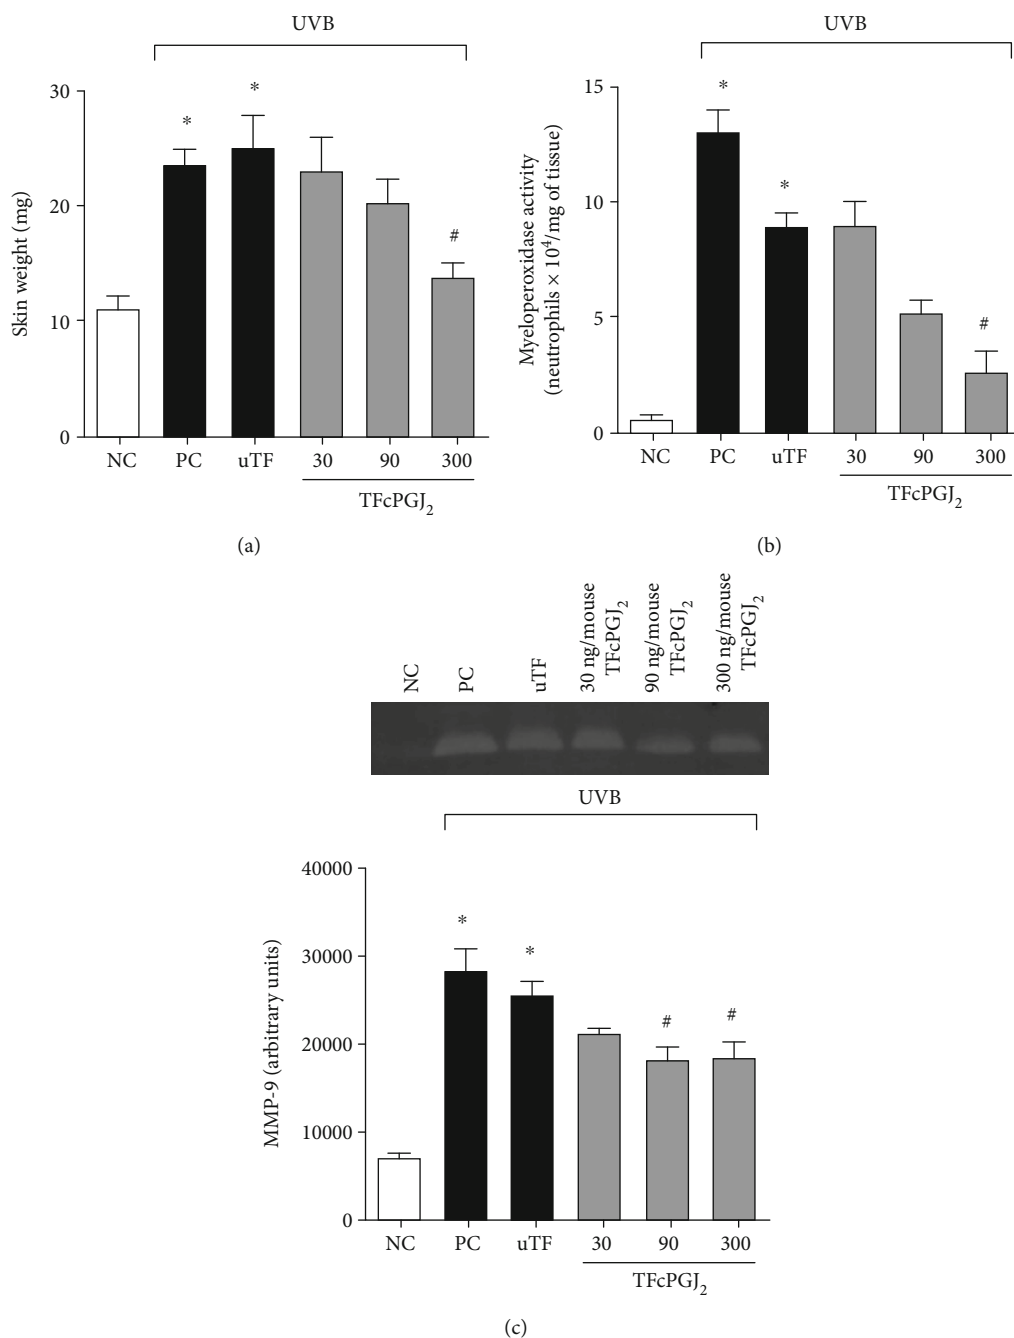 UVB
*
*
#
30
20
10
0
Skin weight (mg)
NC PC uTF 30 90 300
TFcPGJ₂
(a)
UVB
*
*
#
15
10
5
0
Myeloperoxidase activity
(neutrophils × 10⁴/mg of tissue)
NC PC uTF 30 90 300
TFcPGJ₂
(b)
NC
PC
uTF
30 ng/mouse
TFcPGJ₂
90 ng/mouse
TFcPGJ₂
300 ng/mouse
TFcPGJ₂
UVB
*
*
#
#
40000
30000
20000
10000
0
MMP-9 (arbitrary units)
NC PC uTF 30 90 300
TFcPGJ₂
(c)